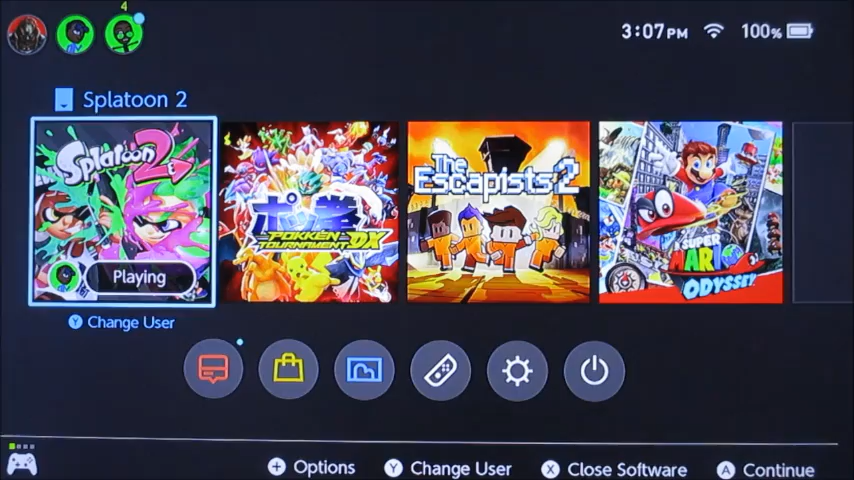 4
3:07PM
100%
Splatoon 2
Splatoon 2
Playing
ポッ拳
POKKÉN
TOURNAMENT DX
The
Escapists 2
SUPER
MARIO
ODYSSEY
Y Change User
+ Options
Y Change User
X Close Software
A Continue